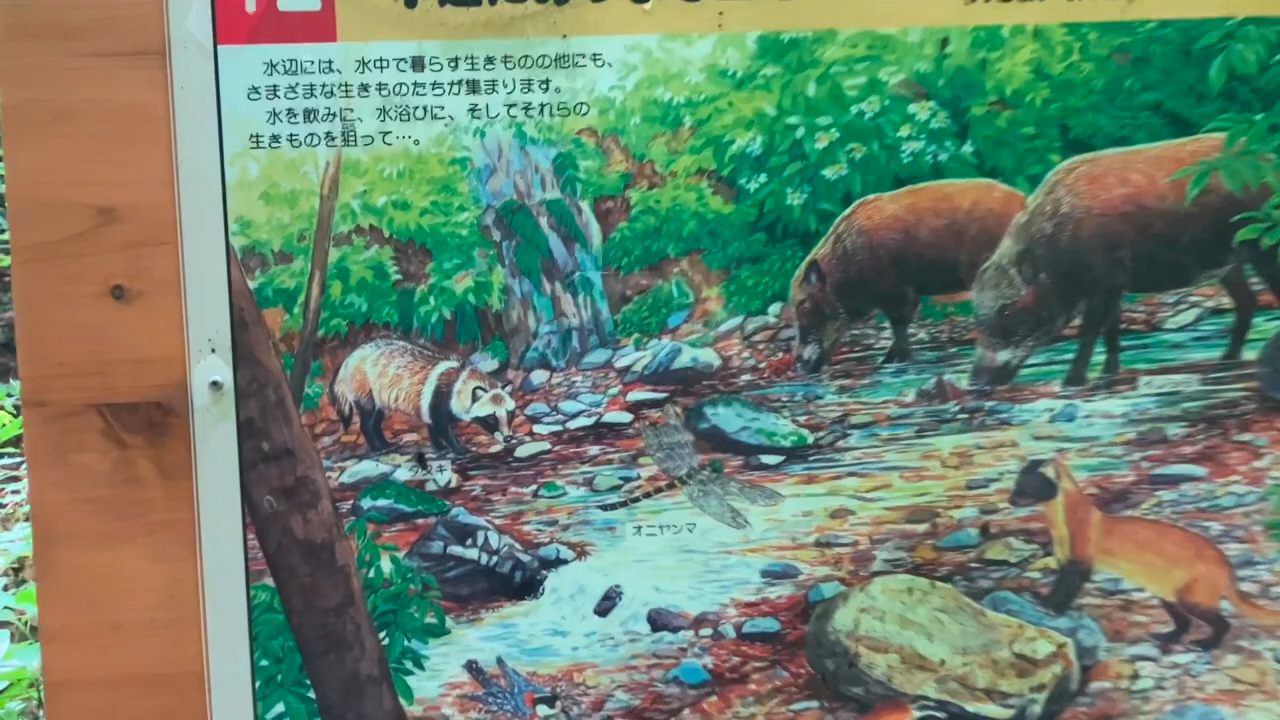 水辺には、水中で暮らす生きものの他にも、
さまざまな生きものたちが集まります。
水を飲みに、水浴びに、そしてそれらの
生きものを狙って…。
タヌキ
オニヤンマ